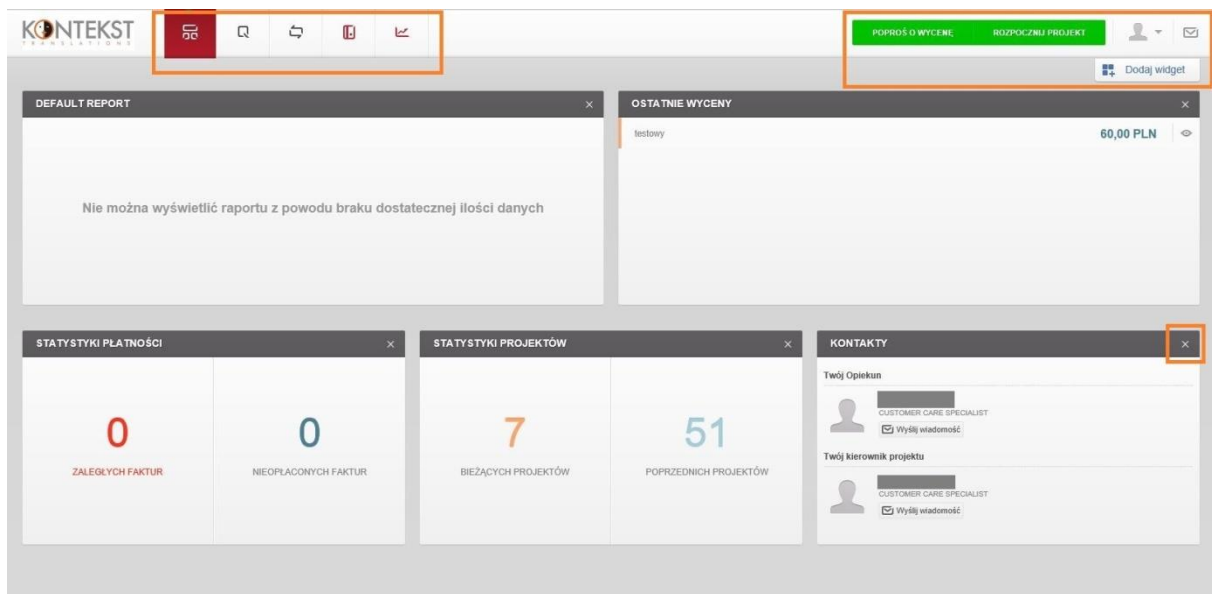 KONTEKST
TRANSLATIONS
POPROŚ O WYCENĘ
ROZPOCZNIJ PROJEKT
Dodaj widget
DEFAULT REPORT
Nie można wyświetlić raportu z powodu braku dostatecznej ilości danych
OSTATNIE WYCENY
testowy
60,00 PLN
STATYSTYKI PŁATNOŚCI
0
ZALEGŁYCH FAKTUR
0
NIEOPŁACONYCH FAKTUR
STATYSTYKI PROJEKTÓW
7
BIEŻĄCYCH PROJEKTÓW
51
POPRZEDNICH PROJEKTÓW
KONTAKTY
Twój Opiekun
CUSTOMER CARE SPECIALIST
Wyślij wiadomość
Twój kierownik projektu
CUSTOMER CARE SPECIALIST
Wyślij wiadomość